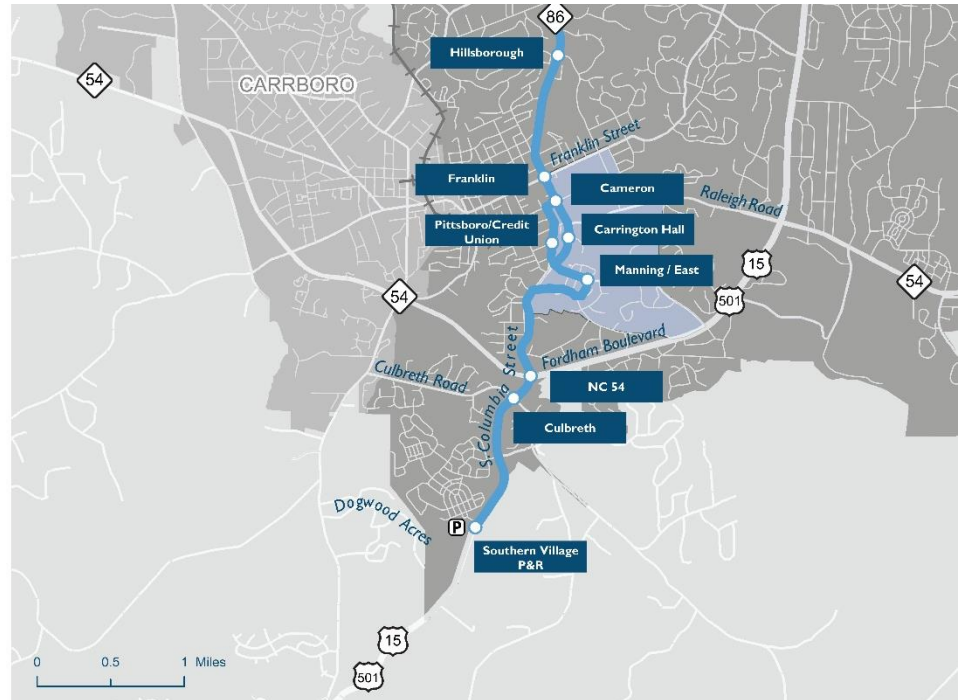 86
Hillsborough
54
CARRBORO
Franklin Street
Franklin
Cameron
Raleigh Road
Pittsboro/Credit
Union
Carrington Hall
15
Manning / East
54
54
501
S. Columbia Street
Fordham Boulevard
Culbreth Road
NC 54
Culbreth
Dogwood Acres
P
Southern Village
P&R
15
0 0.5 1 Miles
501